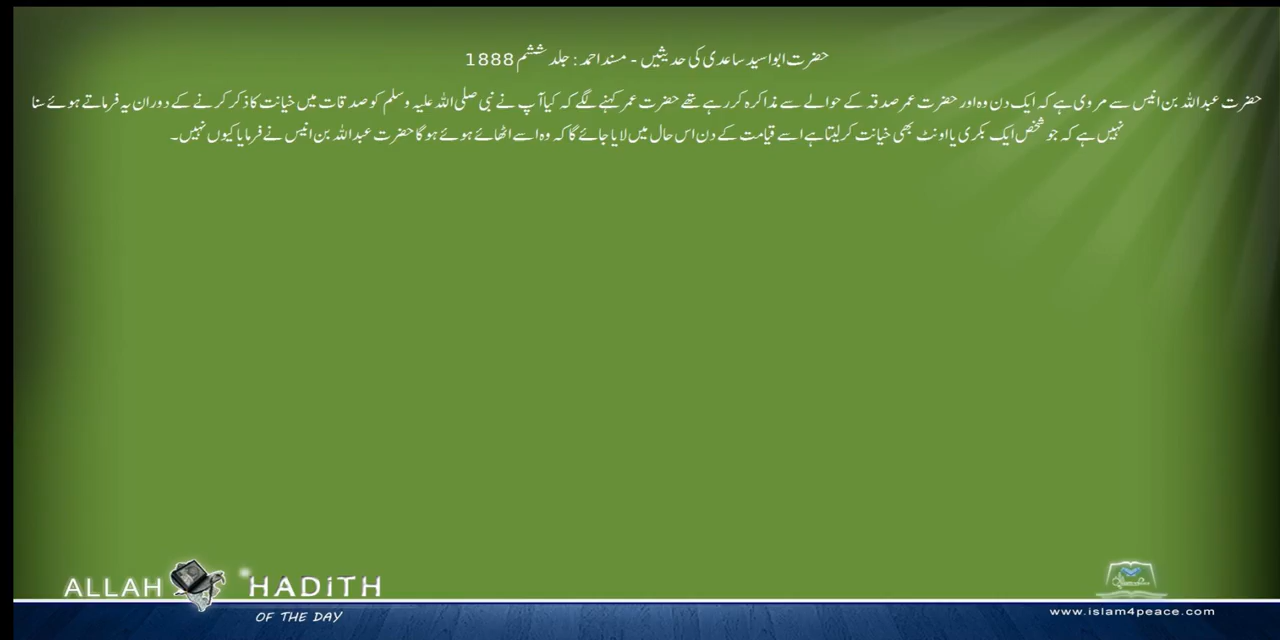 حضرت ابواسید ساعدی کی حدیثیں - مسند احمد : جلد ششم 1888
حضرت عبداللہ بن انیس سے مروی ہے کہ ایک دن وہ اور حضرت عمر صدقہ کے حوالے سے مذاکرہ کر رہے تھے حضرت عمر کہنے لگے کہ کیا آپ نے نبی صلی اللہ علیہ وسلم کو صدقات میں خیانت کا ذکر کرنے کے دوران یہ فرماتے ہوئے سنا
نہیں ہے کہ جو شخص ایک بکری یا اونٹ بھی خیانت کر لیتا ہے اسے قیامت کے دن اس حال میں لایا جائے گا کہ وہ اسے اٹھائے ہوئے ہو گا حضرت عبداللہ بن انیس نے فرمایا کیوں نہیں۔
ALLAH HADiTH
OF THE DAY
www.islam4peace.com